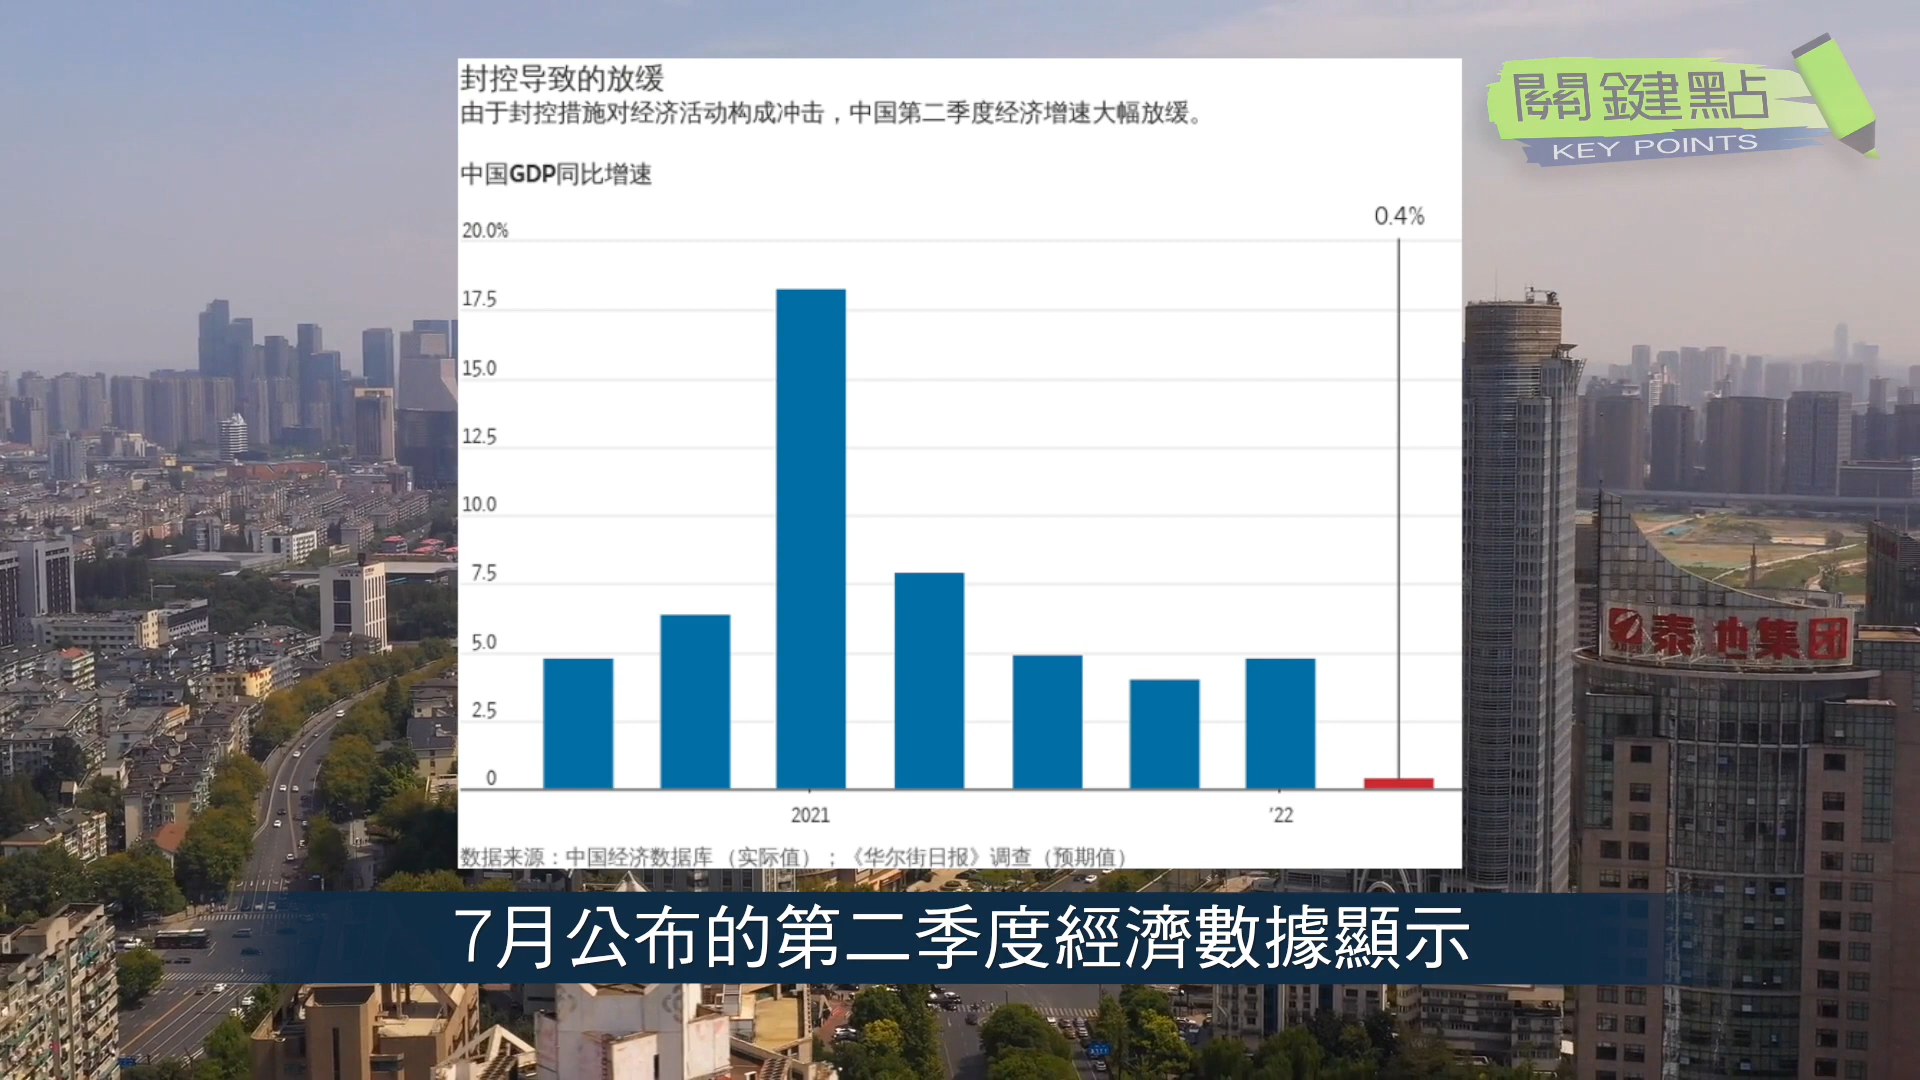 封控导致的放缓
由于封控措施对经济活动构成冲击，中国第二季度经济增速大幅放缓。
中国GDP同比增速
0.4%
20.0%
17.5
15.0
12.5
10.0
7.5
5.0
2.5
0
2021
'22
数据来源：中国经济数据库（实际值）；《华尔街日报》调查（预期值）
關鍵點
KEY POINTS
泰地集团
7月公布的第二季度經濟數據顯示